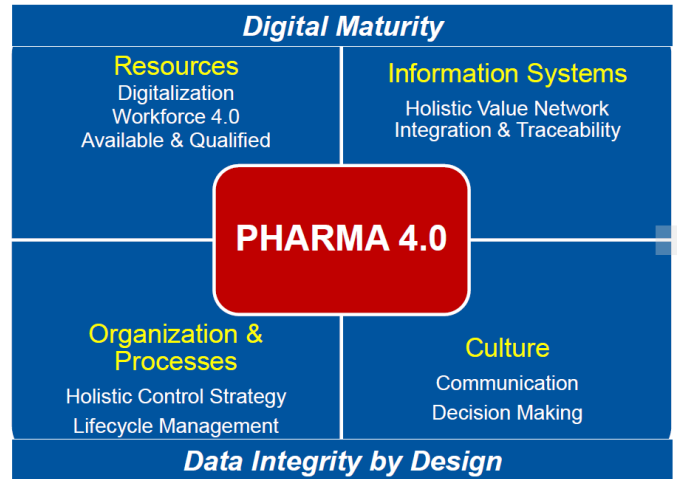 Digital Maturity
Resources
Digitalization
Workforce 4.0
Available & Qualified
Information Systems
Holistic Value Network
Integration & Traceability
PHARMA 4.0
Organization &
Processes
Holistic Control Strategy
Lifecycle Management
Culture
Communication
Decision Making
Data Integrity by Design